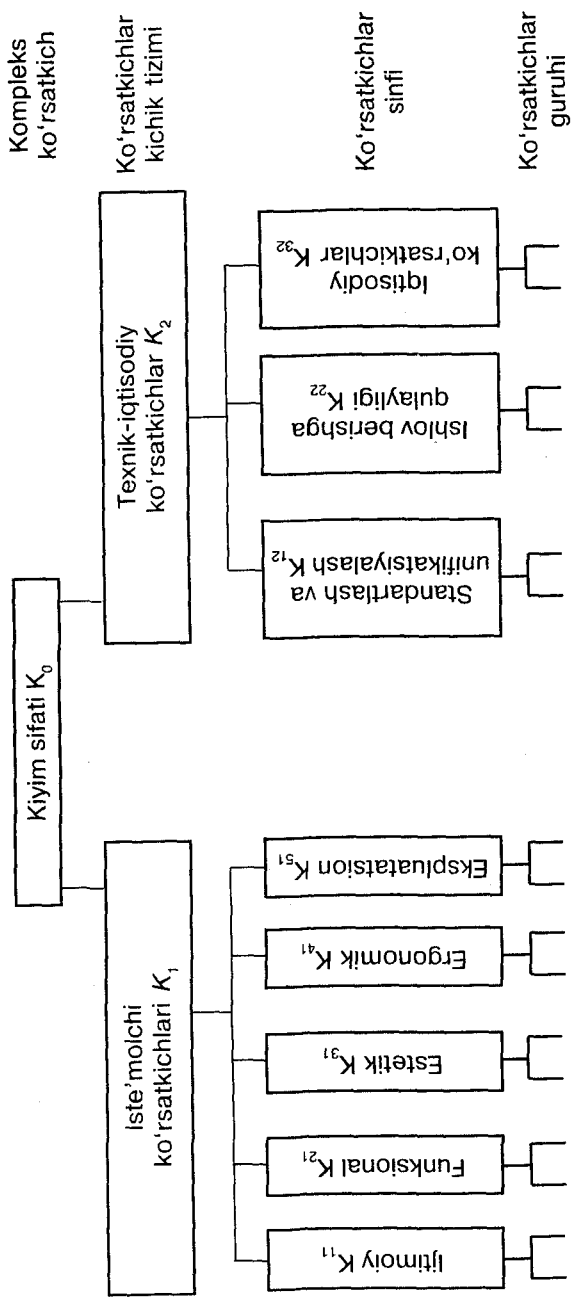 Kompleks
ko‘rsatkich
Kiyim sifati K₀
Ko‘rsatkichlar
kichik tizimi
Iste’molchi
ko‘rsatkichlari K₁
Texnik-iqtisodiy
ko‘rsatkichlar K₂
Ko‘rsatkichlar
sinfi
Ijtimoiy K₁₁
Funksional K₂₁
Estetik K₃₁
Ergonomik K₄₁
Ekspluatatsion K₅₁
Standartlash va
unifikatsiyalash K₁₂
Ishlov berishga
qulayligi K₂₂
Iqtisodiy
ko‘rsatkichlar K₃₂
Ko‘rsatkichlar
guruhi